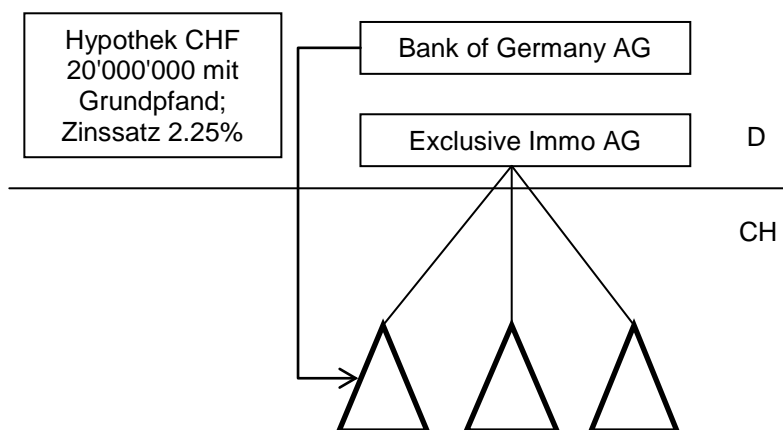 Hypothek CHF
20'000'000 mit
Grundpfand;
Zinssatz 2.25%
Bank of Germany AG
Exclusive Immo AG
D
CH